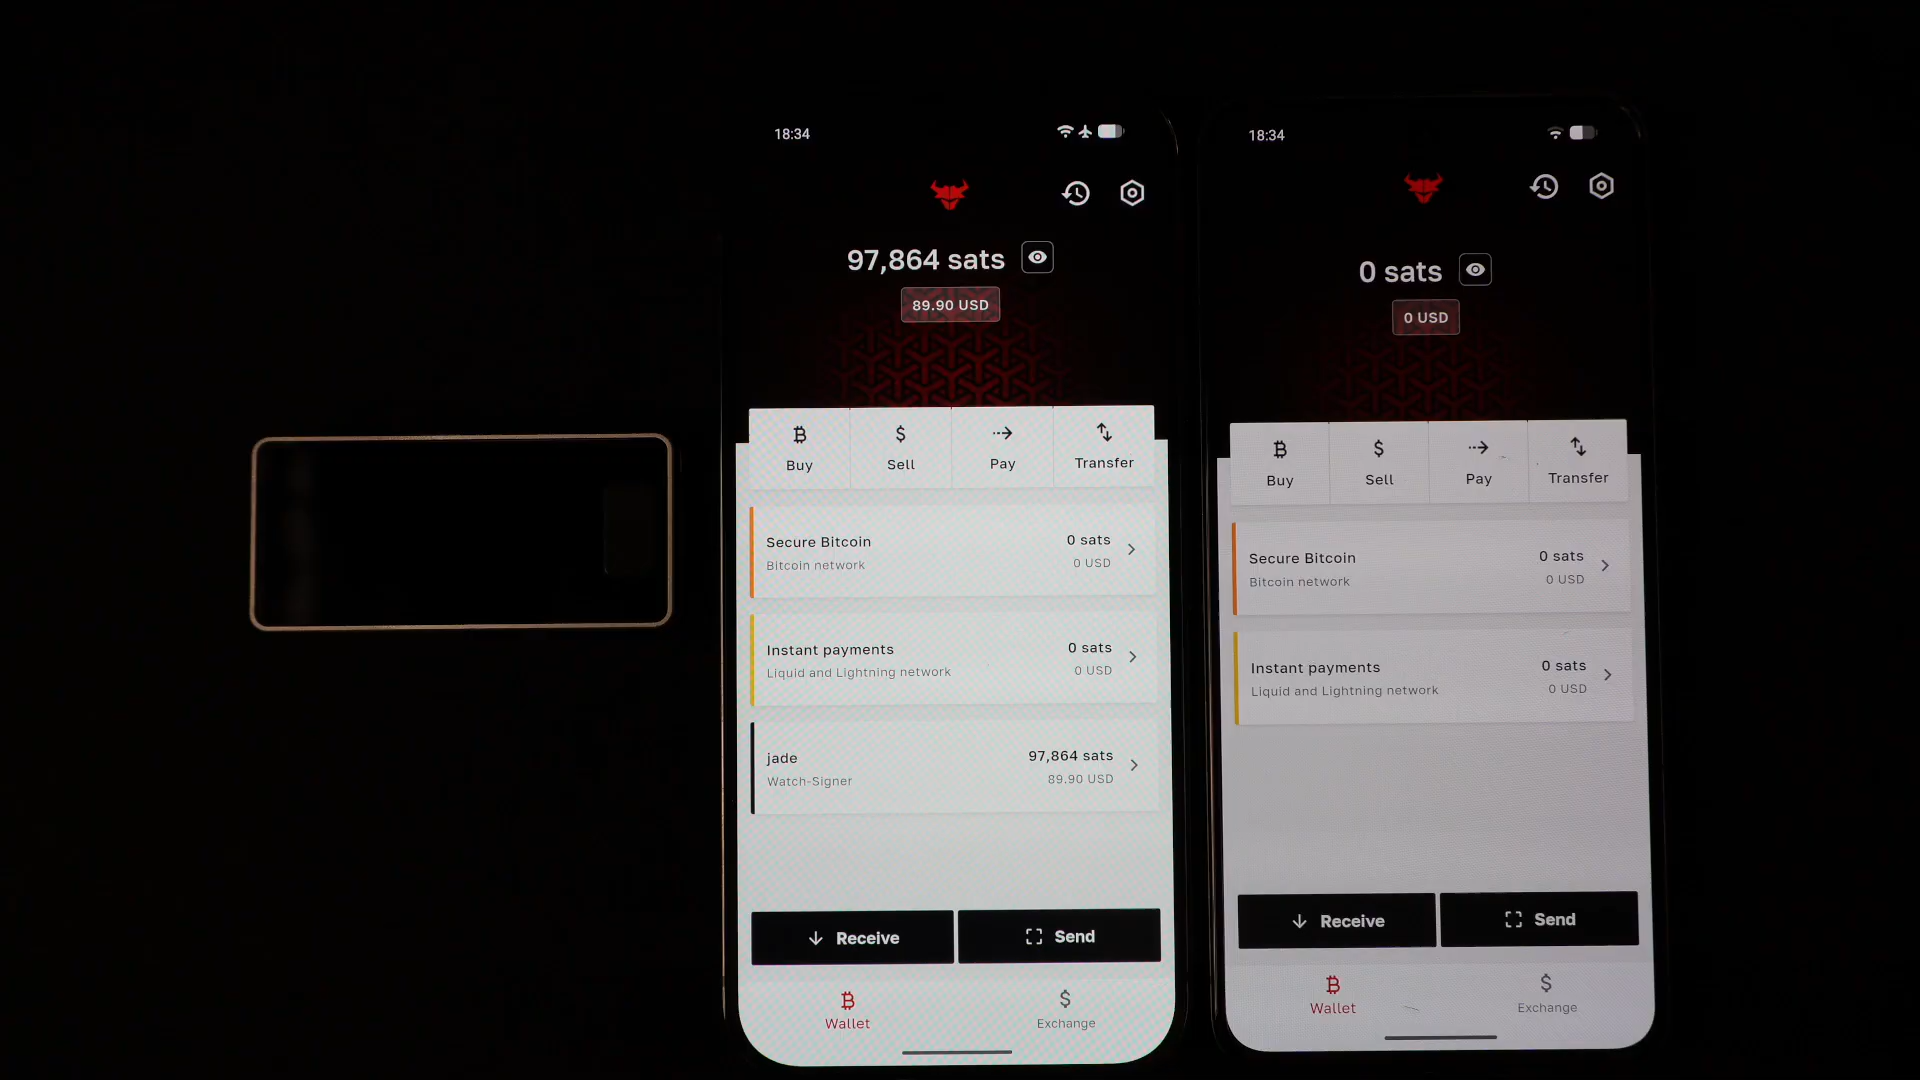 18:34
97,864 sats
89.90 USD
Buy
Sell
Pay
Transfer
Secure Bitcoin
0 sats
Bitcoin network
0 USD
Instant payments
0 sats
Liquid and Lightning network
0 USD
jade
97,864 sats
Watch-Signer
89.90 USD
Receive
Send
Wallet
Exchange
18:34
0 sats
0 USD
Buy
Sell
Pay
Transfer
Secure Bitcoin
0 sats
Bitcoin network
0 USD
Instant payments
0 sats
Liquid and Lightning network
0 USD
Receive
Send
Wallet
Exchange